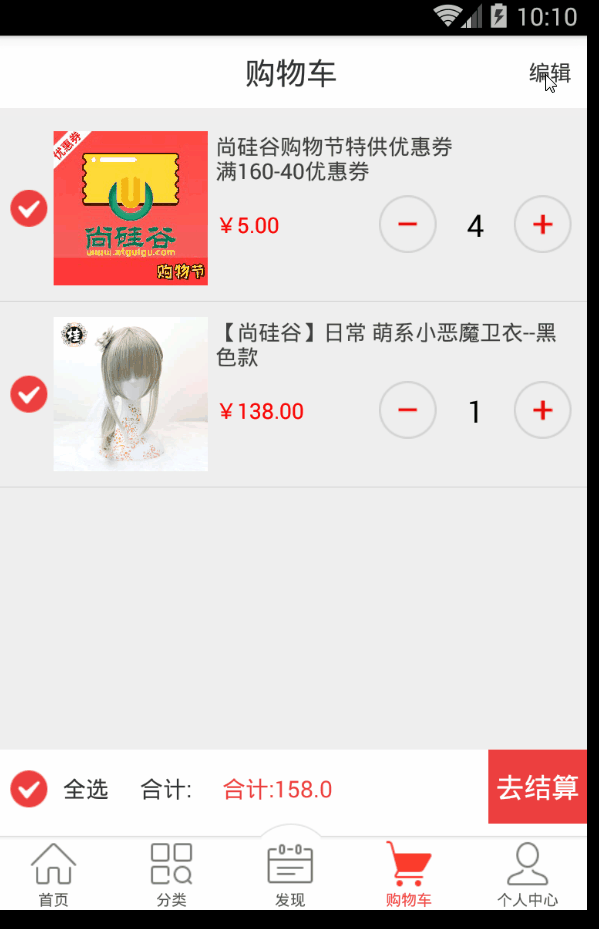 10:10
购物车
编辑
优惠券
尚硅谷
www.atguigu.com
购物节
尚硅谷购物节特供优惠券
满160-40优惠券
￥5.00
4
【尚硅谷】日常 萌系小恶魔卫衣--黑
色款
￥138.00
1
全选
合计:
合计:158.0
去结算
首页
分类
发现
购物车
个人中心